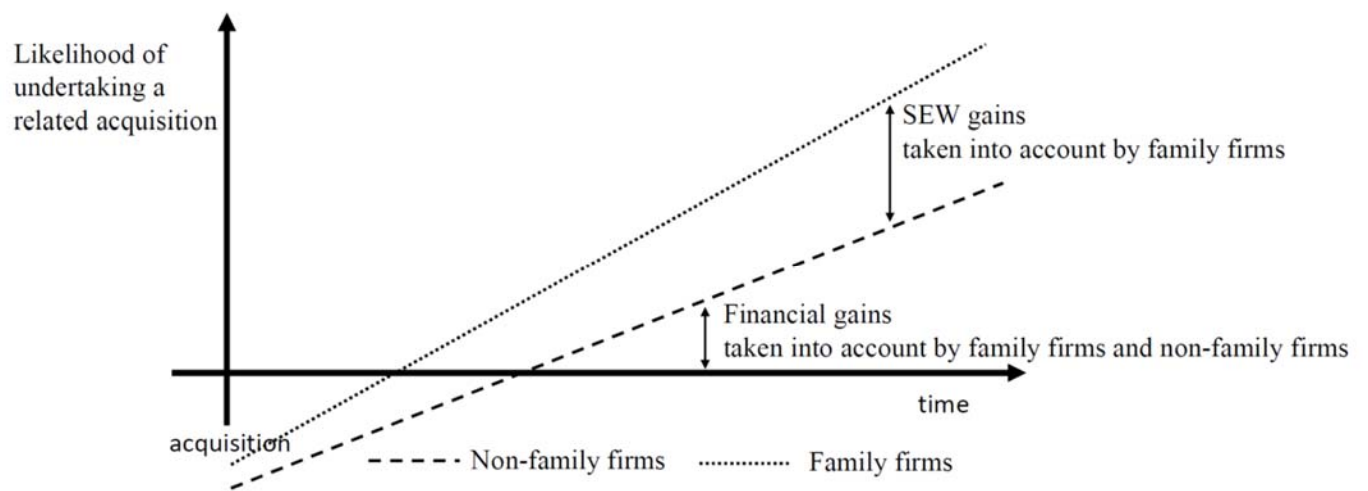 Likelihood of
undertaking a
related acquisition
SEW gains
taken into account by family firms
Financial gains
taken into account by family firms and non-family firms
time
acquisition
Non-family firms
Family firms